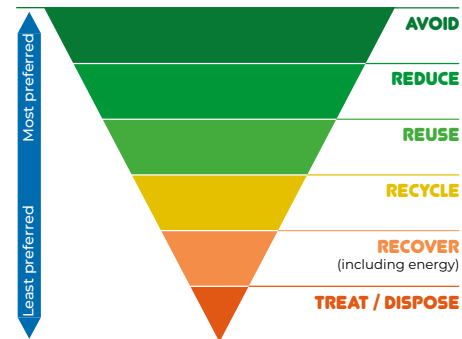 Most preferred
Least preferred
AVOID
REDUCE
REUSE
RECYCLE
RECOVER
(including energy)
TREAT / DISPOSE